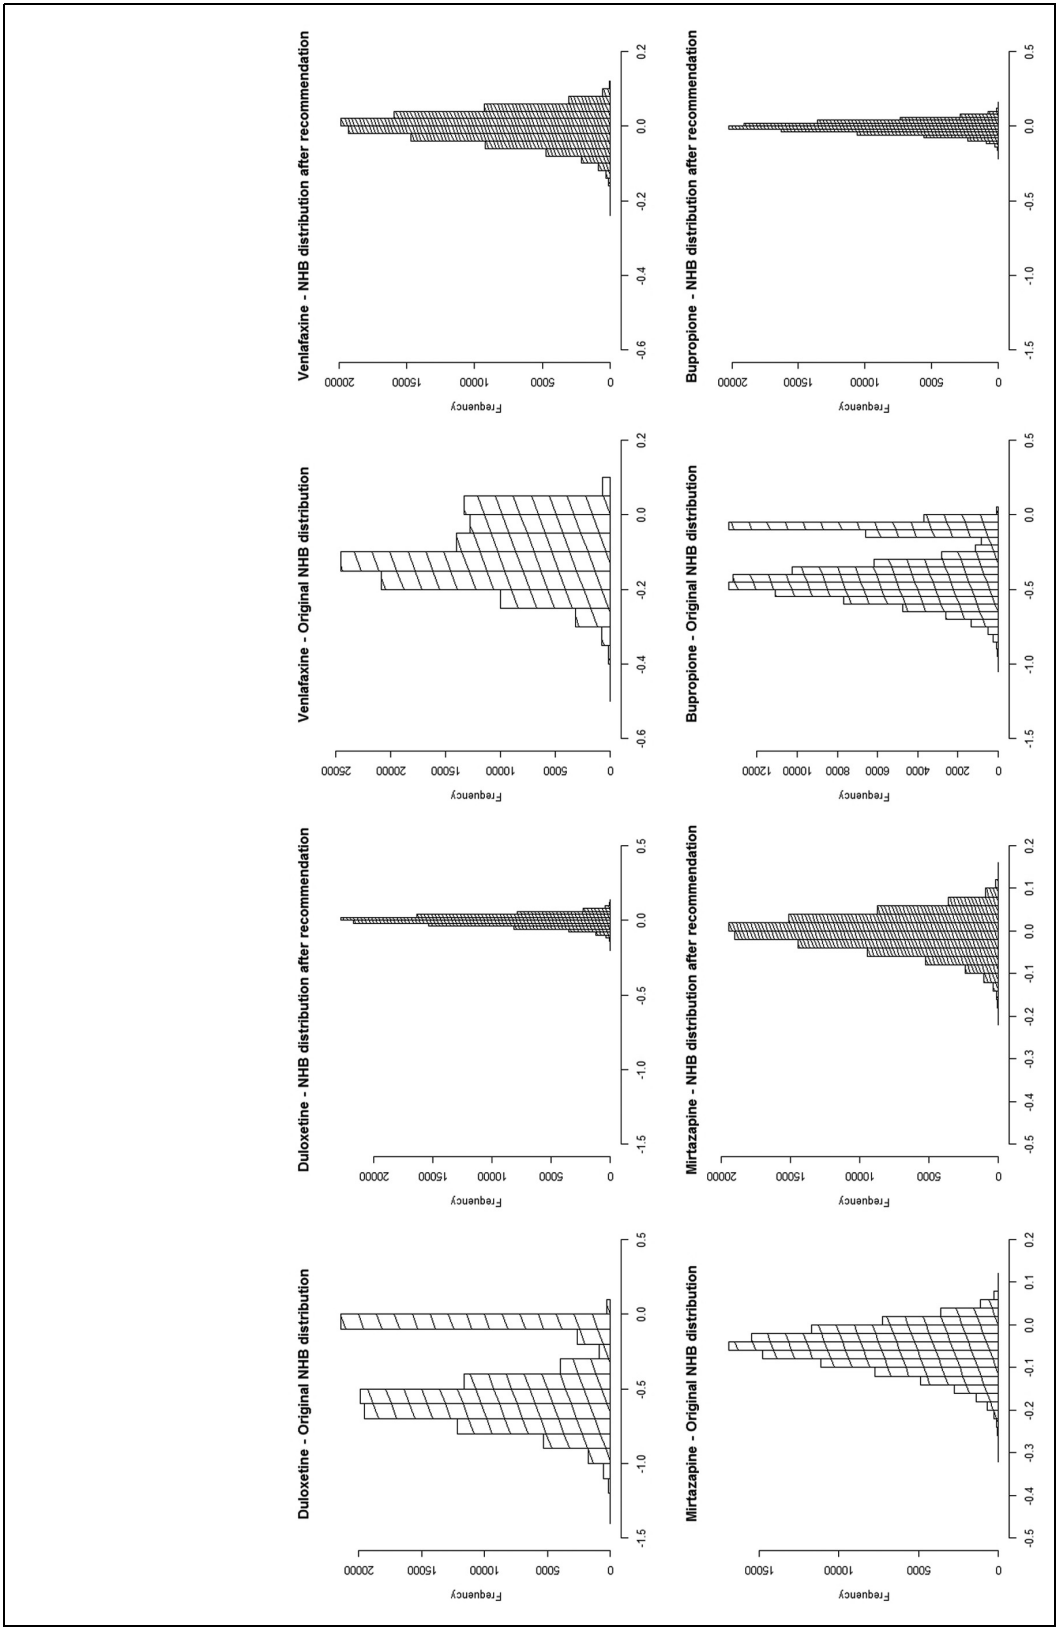 Duloxetine - Original NHB distribution
Frequency
0 5000 10000 15000 20000
-1.5 -1.0 -0.5 0.0 0.5
Duloxetine - NHB distribution after recommendation
Frequency
0 5000 10000 15000 20000
-1.5 -1.0 -0.5 0.0 0.5
Venlafaxine - Original NHB distribution
Frequency
0 5000 10000 15000 20000 25000
-0.6 -0.4 -0.2 0.0 0.2
Venlafaxine - NHB distribution after recommendation
Frequency
0 5000 10000 15000 20000
-0.6 -0.4 -0.2 0.0 0.2
Mirtazapine - Original NHB distribution
Frequency
0 5000 10000 15000
-0.5 -0.4 -0.3 -0.2 -0.1 0.0 0.1 0.2
Mirtazapine - NHB distribution after recommendation
Frequency
0 5000 10000 15000 20000
-0.5 -0.4 -0.3 -0.2 -0.1 0.0 0.1 0.2
Bupropione - Original NHB distribution
Frequency
0 2000 4000 6000 8000 10000 12000
-1.5 -1.0 -0.5 0.0 0.5
Bupropione - NHB distribution after recommendation
Frequency
0 5000 10000 15000 20000
-1.5 -1.0 -0.5 0.0 0.5